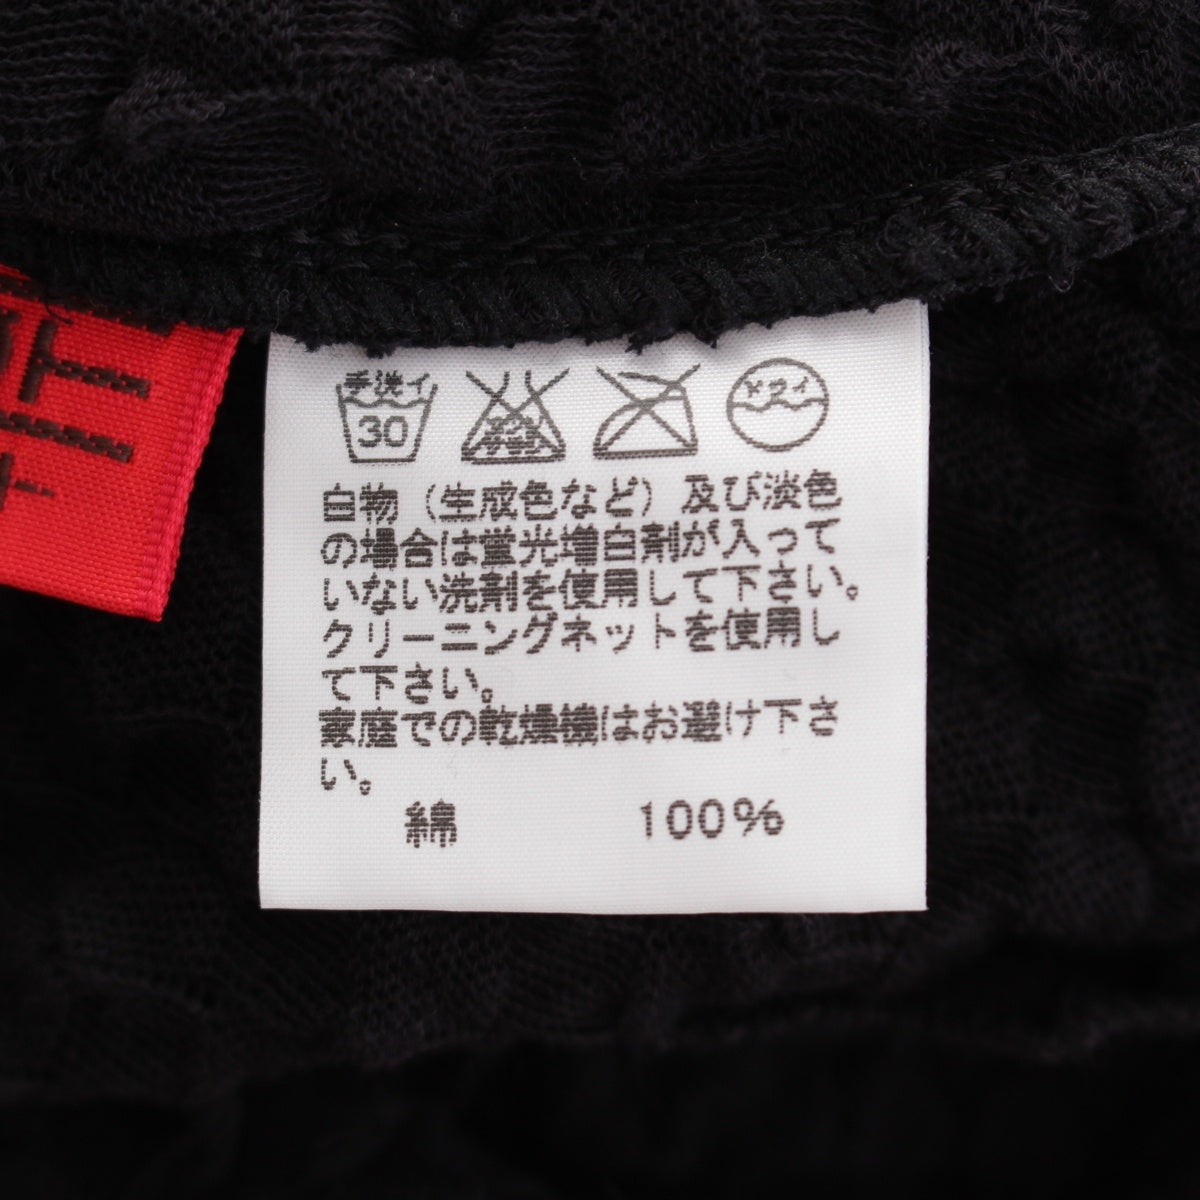 手洗イ
30
ドライ
白物（生成色など）及び淡色
の場合は蛍光増白剤が入って
いない洗剤を使用して下さい。
クリーニングネットを使用し
て下さい。
家庭での乾燥機はお避け下さ
い。
綿 100%